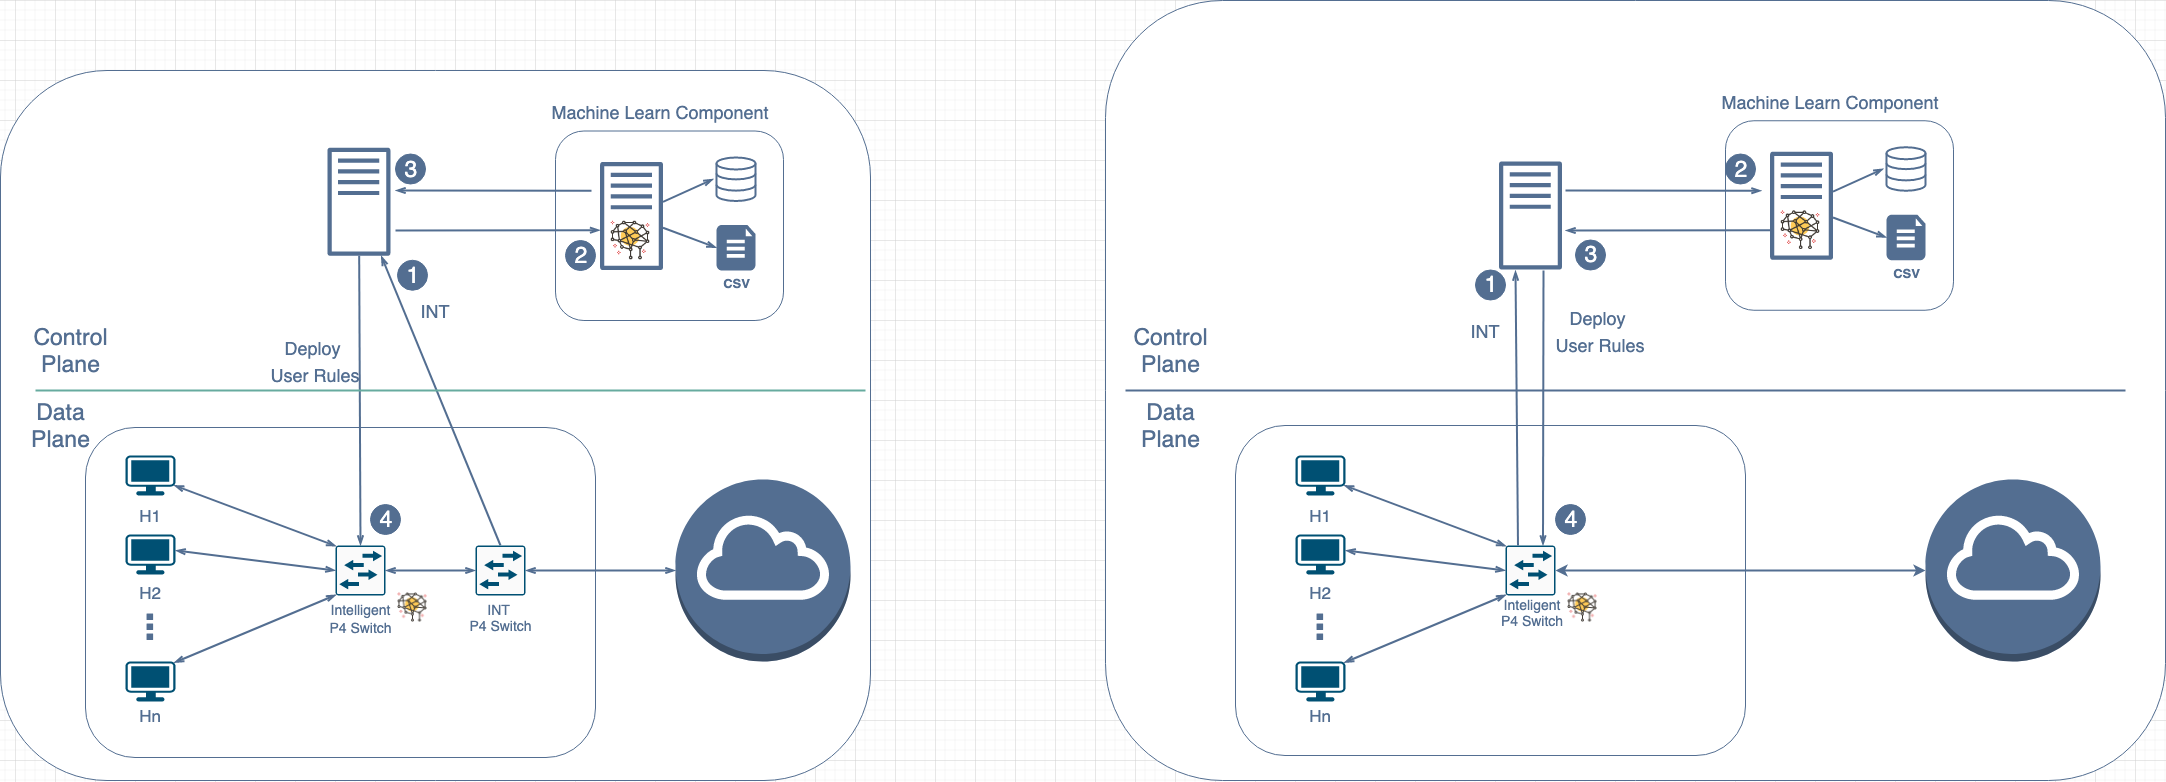 Machine Learn Component
3
2
CSV
1
INT
Control
Plane
Deploy
User Rules
Data
Plane
H1
4
H2
Intelligent
P4 Switch
INT
P4 Switch
Hn
Machine Learn Component
2
3
CSV
1
INT
Deploy
User Rules
Control
Plane
Data
Plane
H1
4
H2
Inteligent
P4 Switch
Hn